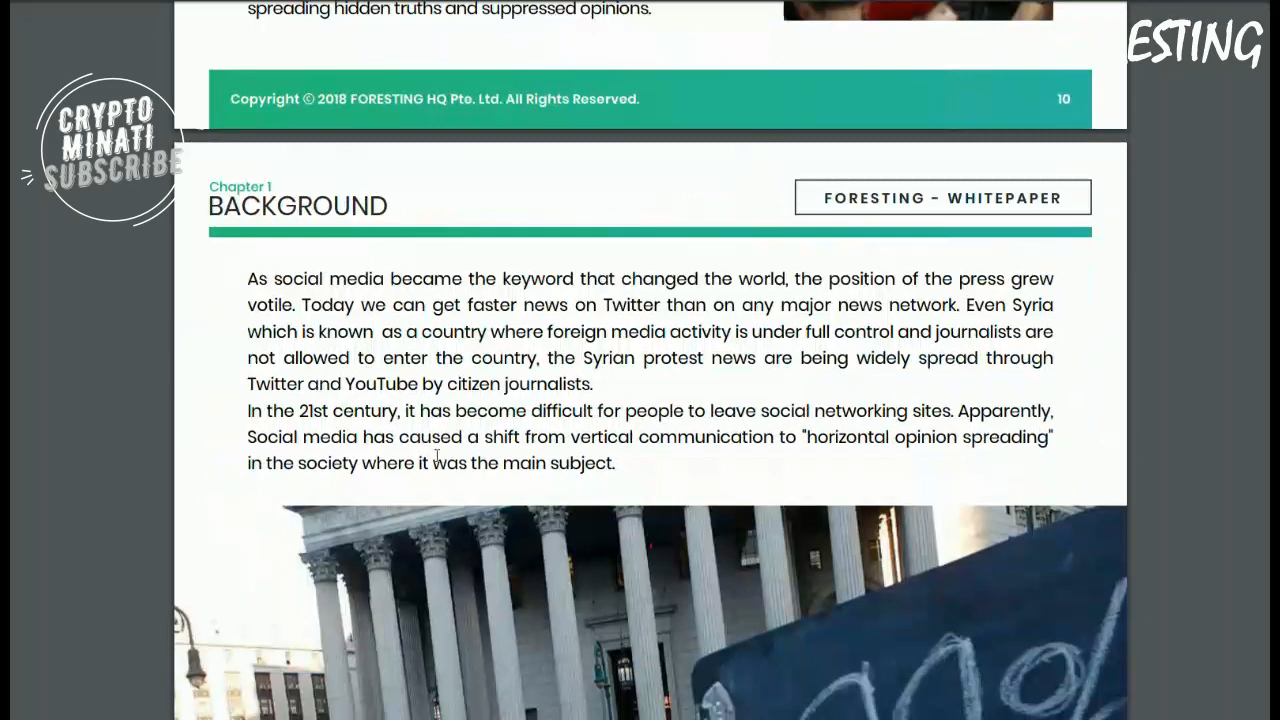 spreading hidden truths and suppressed opinions.
ESTING
Copyright © 2018 FORESTING HQ Pte. Ltd. All Rights Reserved.
10
CRYPTO
MINATI
SUBSCRIBE
Chapter 1
BACKGROUND
FORESTING - WHITEPAPER
As social media became the keyword that changed the world, the position of the press grew
votile. Today we can get faster news on Twitter than on any major news network. Even Syria
which is known as a country where foreign media activity is under full control and journalists are
not allowed to enter the country, the Syrian protest news are being widely spread through
Twitter and YouTube by citizen journalists.
In the 21st century, it has become difficult for people to leave social networking sites. Apparently,
Social media has caused a shift from vertical communication to "horizontal opinion spreading"
in the society where it was the main subject.
99%